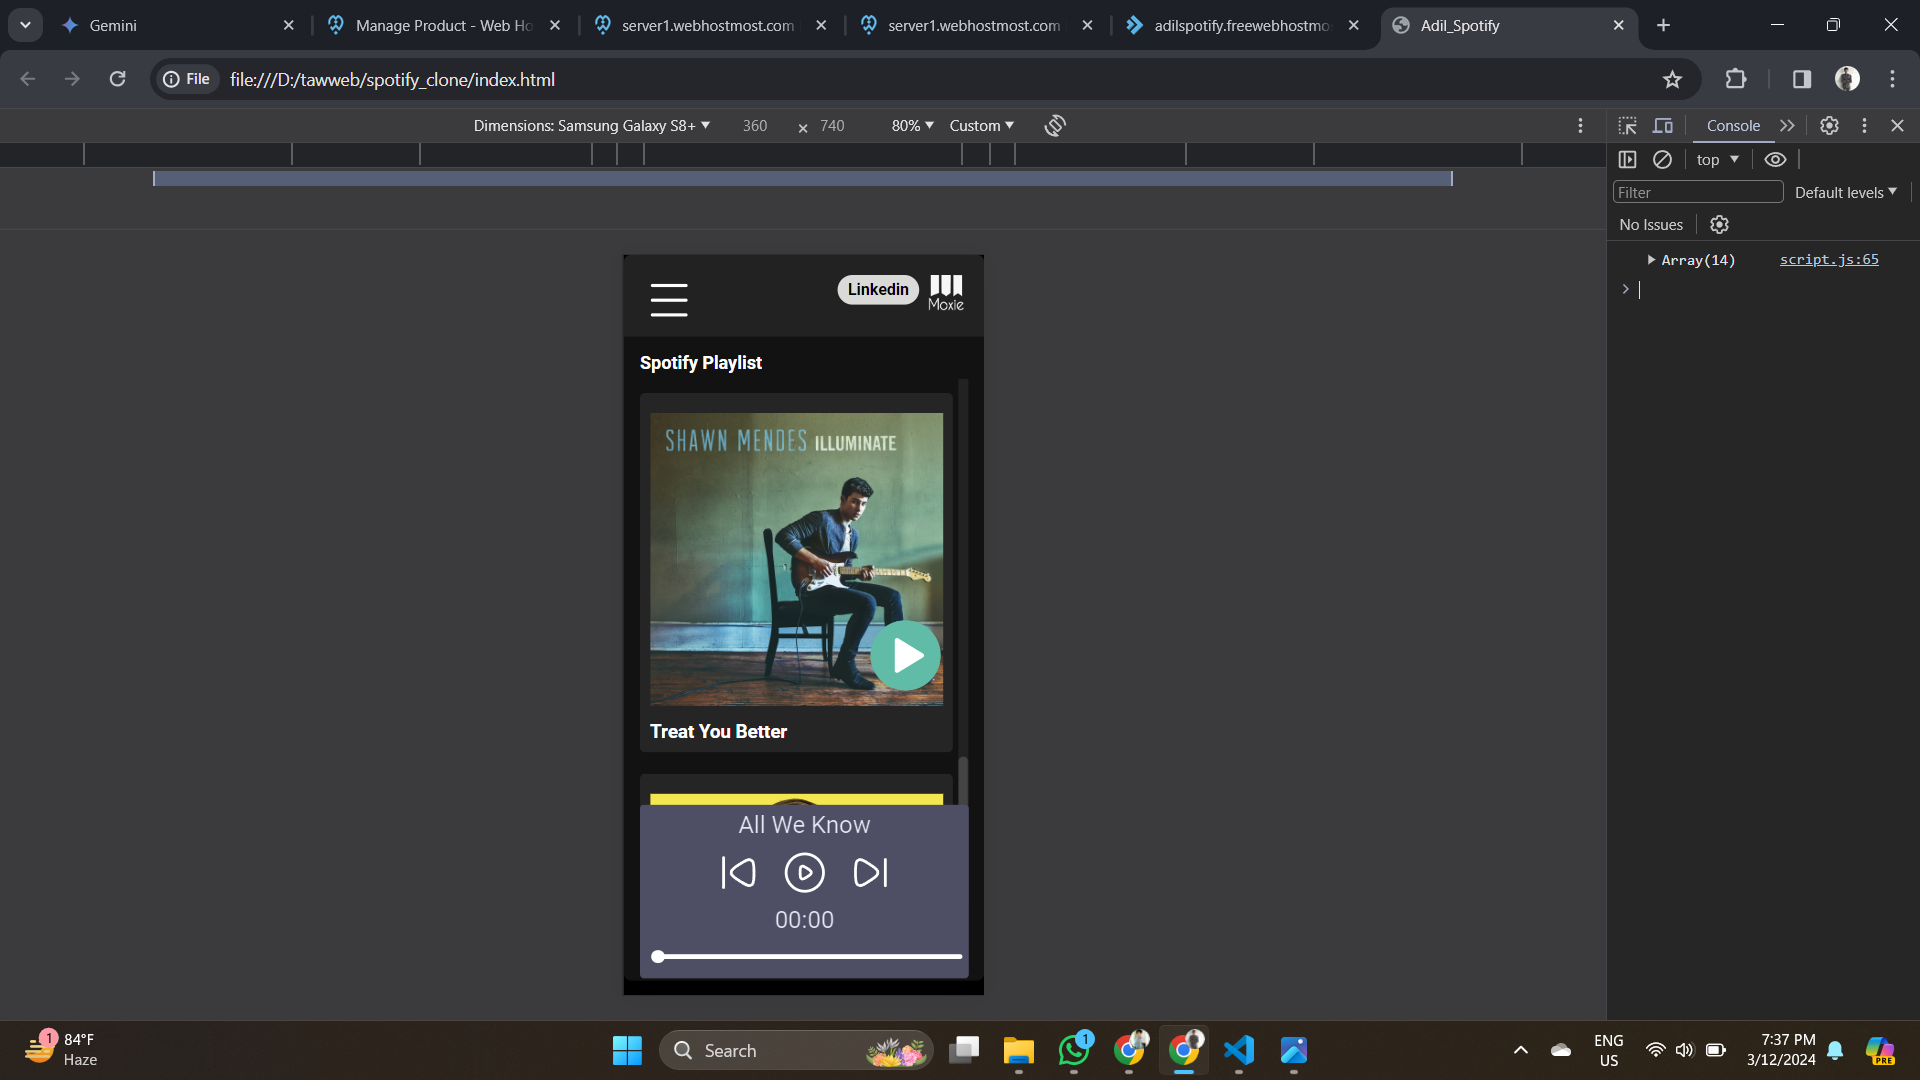 Gemini
Manage Product - Web Ho
server1.webhostmost.com
server1.webhostmost.com
adilspotify.freewebhostmo
Adil_Spotify
File
file:///D:/tawweb/spotify_clone/index.html
Dimensions: Samsung Galaxy S8+
360
×
740
80%
Custom
Console
top
Filter
Default levels
No Issues
Array(14)
script.js:65
Linkedin
Moxie
Spotify Playlist
SHAWN MENDES ILLUMINATE
Treat You Better
All We Know
00:00
1
84°F
Haze
Search
1
ENG
US
7:37 PM
3/12/2024
PRE